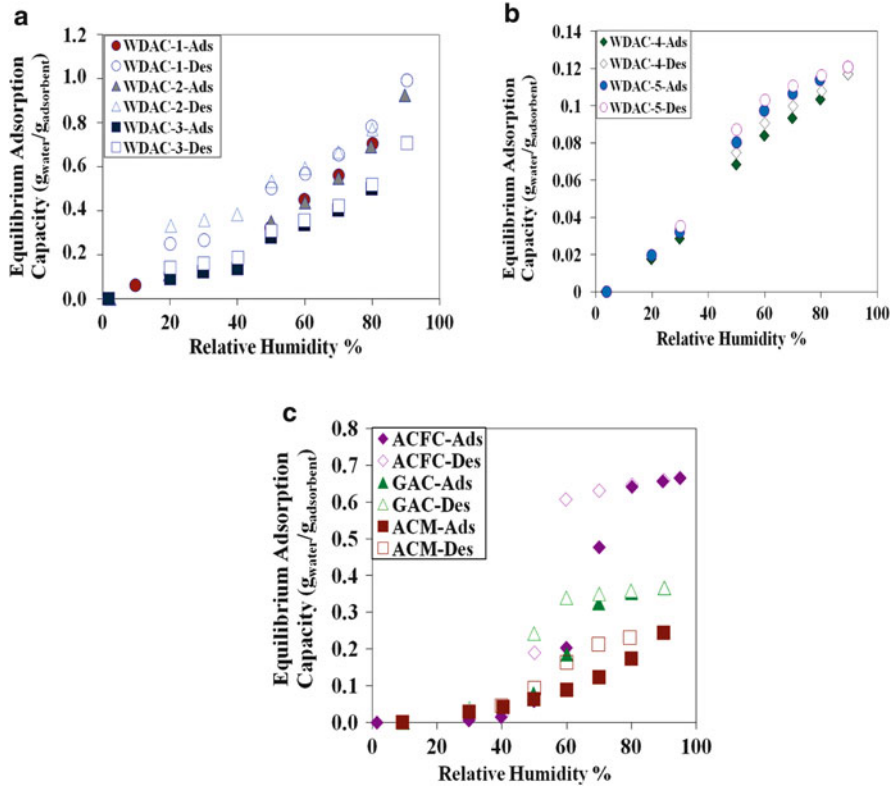 a
Equilibrium Adsorption
Capacity (g_water/g_adsorbent)
1.2
1.0
0.8
0.6
0.4
0.2
0.0
WDAC-1-Ads
WDAC-1-Des
WDAC-2-Ads
WDAC-2-Des
WDAC-3-Ads
WDAC-3-Des
0 20 40 60 80 100
Relative Humidity %
b
Equilibrium Adsorption
Capacity (g_water/g_adsorbent)
0.14
0.12
0.1
0.08
0.06
0.04
0.02
0
WDAC-4-Ads
WDAC-4-Des
WDAC-5-Ads
WDAC-5-Des
0 20 40 60 80 100
Relative Humidity %
c
Equilibrium Adsorption
Capacity (g_water/g_adsorbent)
0.8
0.7
0.6
0.5
0.4
0.3
0.2
0.1
0.0
ACFC-Ads
ACFC-Des
GAC-Ads
GAC-Des
ACM-Ads
ACM-Des
0 20 40 60 80 100
Relative Humidity %